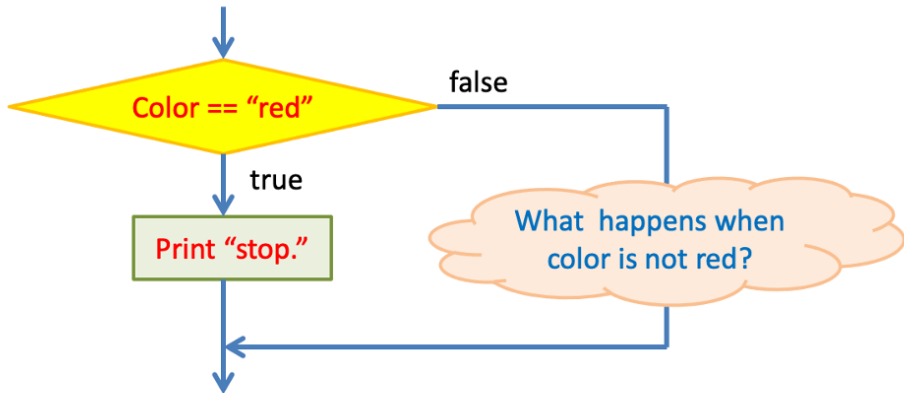 Color == “red”
false
true
Print “stop.”
What happens when
color is not red?